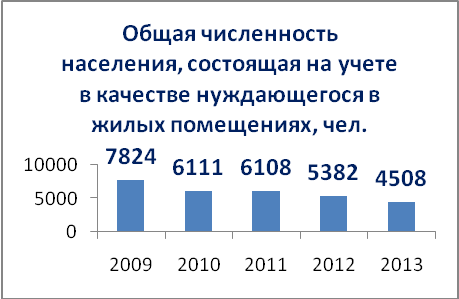 Общая численность
населения, состоящая на учете
в качестве нуждающегося в
жилых помещениях, чел.
10000
5000
0
7824 6111 6108 5382 4508
2009 2010 2011 2012 2013